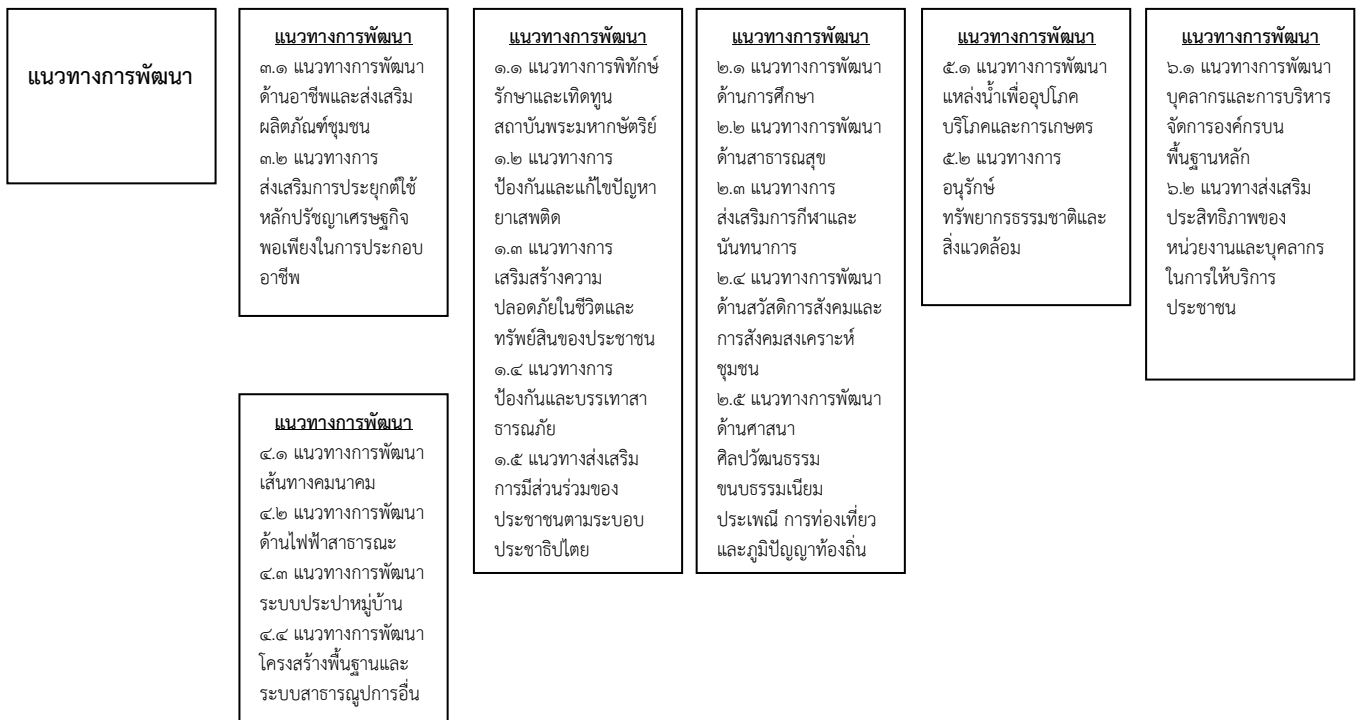 แนวทางการพัฒนา
แนวทางการพัฒนา
๓.๑ แนวทางการพัฒนา
ด้านอาชีพและส่งเสริม
ผลิตภัณฑ์ชุมชน
๓.๒ แนวทางการ
ส่งเสริมการประยุกต์ใช้
หลักปรัชญาเศรษฐกิจ
พอเพียงในการประกอบ
อาชีพ
แนวทางการพัฒนา
๔.๑ แนวทางการพัฒนา
เส้นทางคมนาคม
๔.๒ แนวทางการพัฒนา
ด้านไฟฟ้าสาธารณะ
๔.๓ แนวทางการพัฒนา
ระบบประปาหมู่บ้าน
๔.๔ แนวทางการพัฒนา
โครงสร้างพื้นฐานและ
ระบบสาธารณูปการอื่น
แนวทางการพัฒนา
๑.๑ แนวทางการพิทักษ์
รักษาและเทิดทูน
สถาบันพระมหากษัตริย์
๑.๒ แนวทางการ
ป้องกันและแก้ไขปัญหา
ยาเสพติด
๑.๓ แนวทางการ
เสริมสร้างความ
ปลอดภัยในชีวิตและ
ทรัพย์สินของประชาชน
๑.๔ แนวทางการ
ป้องกันและบรรเทาสา
ธารณภัย
๑.๕ แนวทางส่งเสริม
การมีส่วนร่วมของ
ประชาชนตามระบอบ
ประชาธิปไตย
แนวทางการพัฒนา
๒.๑ แนวทางการพัฒนา
ด้านการศึกษา
๒.๒ แนวทางการพัฒนา
ด้านสาธารณสุข
๒.๓ แนวทางการ
ส่งเสริมการกีฬาและ
นันทนาการ
๒.๔ แนวทางการพัฒนา
ด้านสวัสดิการสังคมและ
การสังคมสงเคราะห์
ชุมชน
๒.๕ แนวทางการพัฒนา
ด้านศาสนา
ศิลปวัฒนธรรม
ขนบธรรมเนียม
ประเพณี การท่องเที่ยว
และภูมิปัญญาท้องถิ่น
แนวทางการพัฒนา
๕.๑ แนวทางการพัฒนา
แหล่งน้ำเพื่ออุปโภค
บริโภคและการเกษตร
๕.๒ แนวทางการ
อนุรักษ์
ทรัพยากรธรรมชาติและ
สิ่งแวดล้อม
แนวทางการพัฒนา
๖.๑ แนวทางการพัฒนา
บุคลากรและการบริหาร
จัดการองค์กรบน
พื้นฐานหลัก
๖.๒ แนวทางส่งเสริม
ประสิทธิภาพของ
หน่วยงานและบุคลากร
ในการให้บริการ
ประชาชน